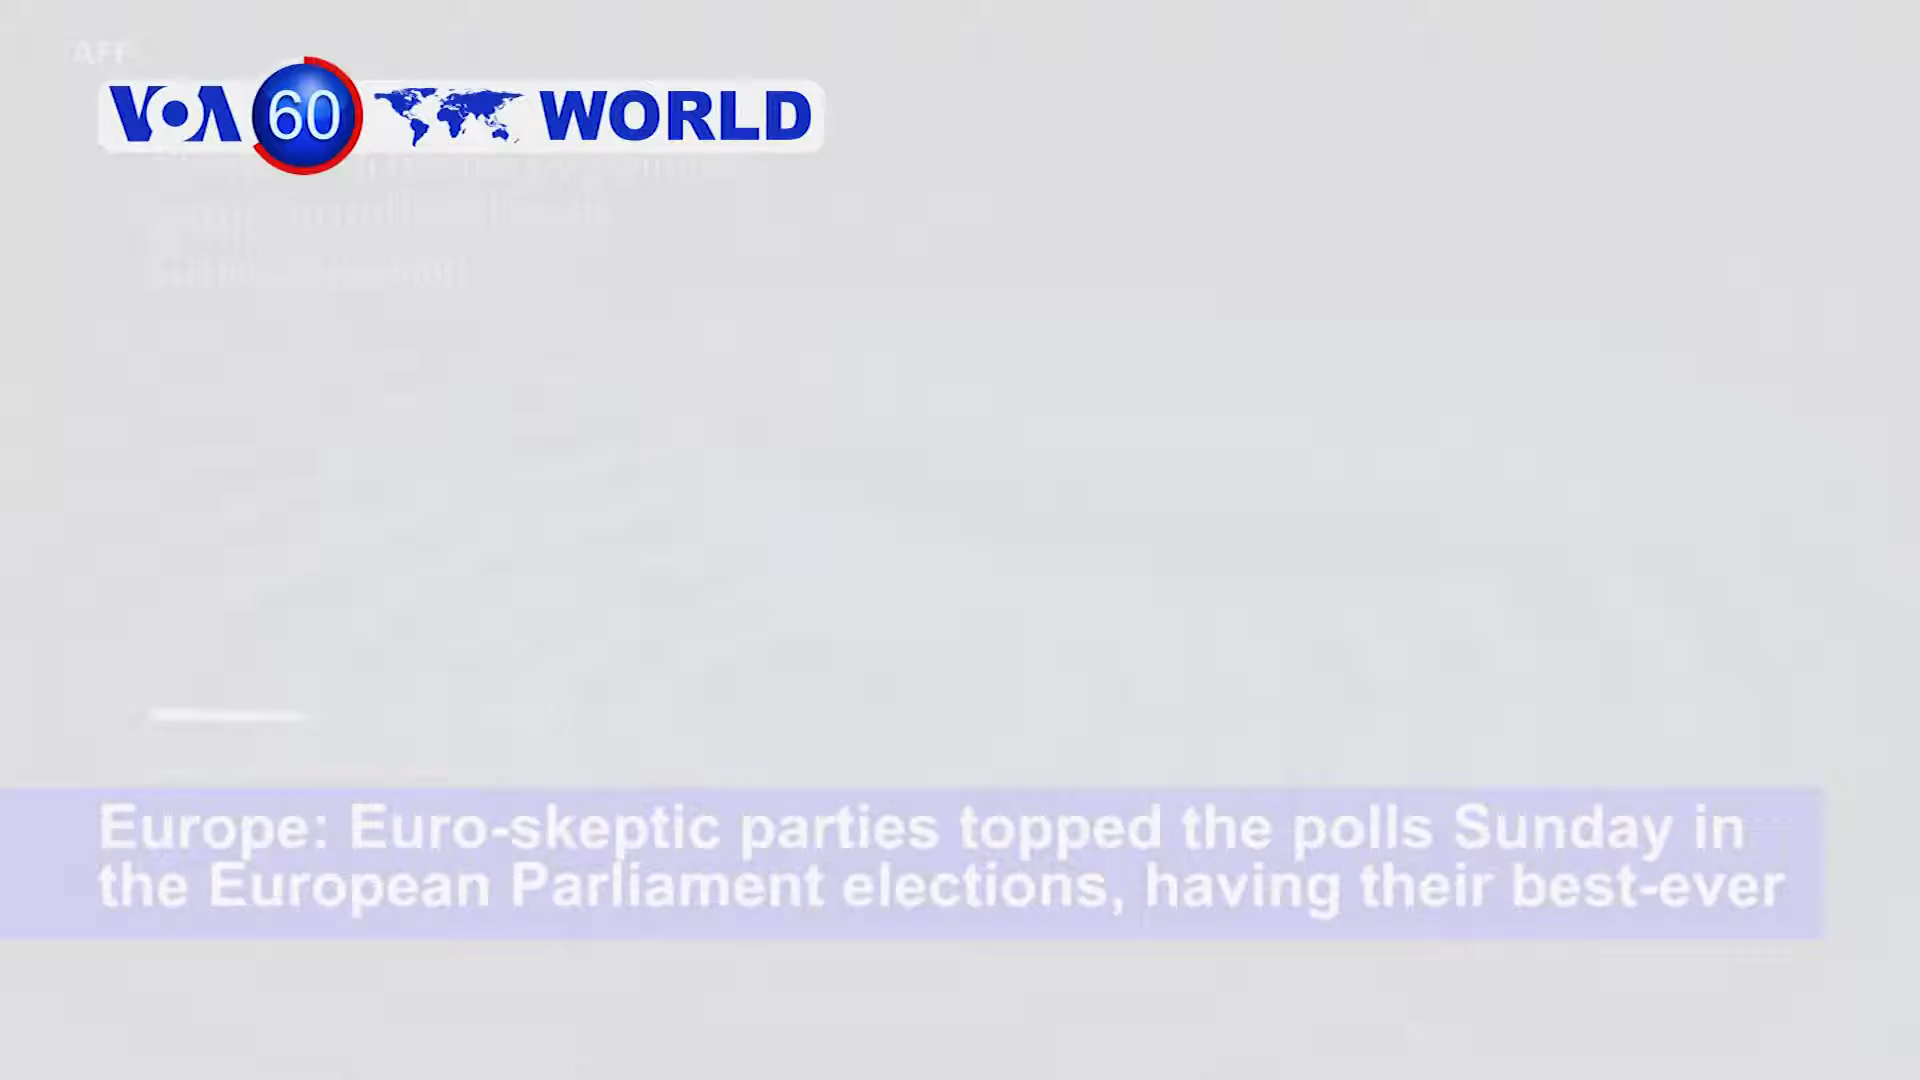 VOA 60 WORLD
Europe: Euro-skeptic parties topped the polls Sunday in
the European Parliament elections, having their best-ever